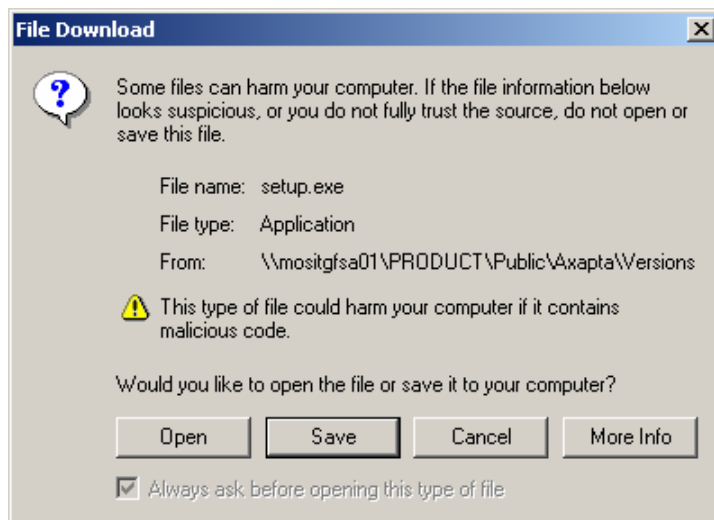 File Download
Some files can harm your computer. If the file information below
looks suspicious, or you do not fully trust the source, do not open or
save this file.
File name: setup.exe
File type: Application
From: \\mositgfsa01\PRODUCT\Public\Axapta\Versions
This type of file could harm your computer if it contains
malicious code.
Would you like to open the file or save it to your computer?
Open Save Cancel More Info
Always ask before opening this type of file